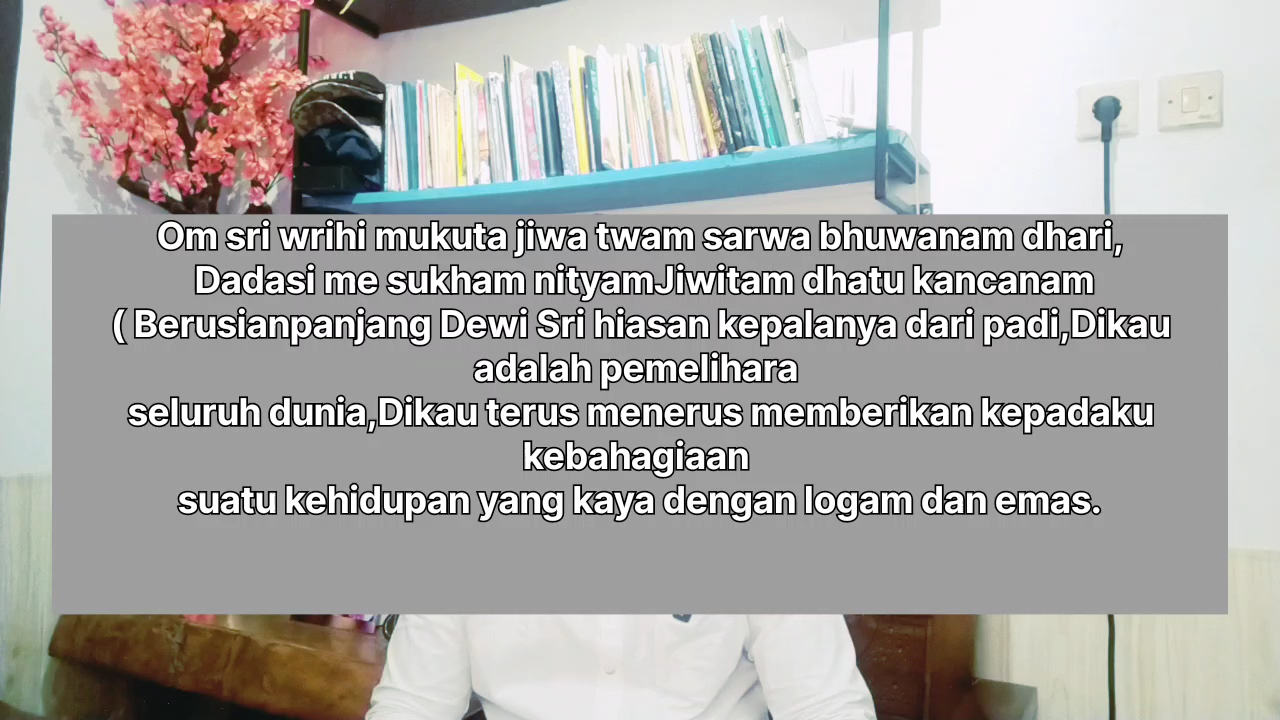 Om sri wrihi mukuta jiwa twam sarwa bhuwanam dhari,
Dadasi me sukham nityamJiwitam dhatu kancanam
( Berusianpanjang Dewi Sri hiasan kepalanya dari padi,Dikau
adalah pemelihara
seluruh dunia,Dikau terus menerus memberikan kepadaku
kebahagiaan
suatu kehidupan yang kaya dengan logam dan emas.